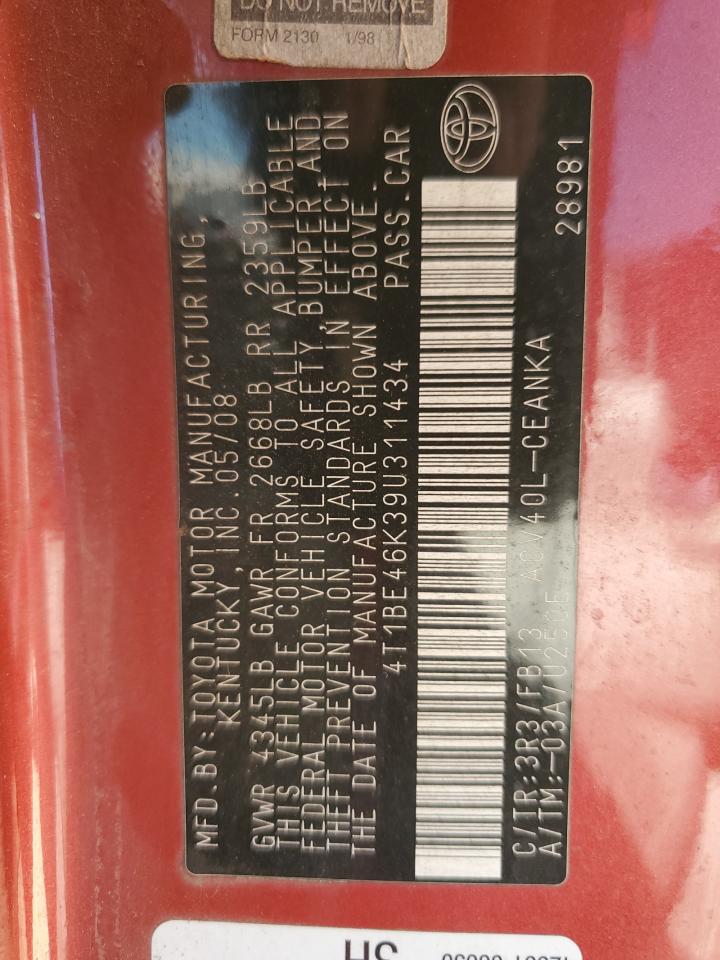 DO NOT REMOVE
FORM 2130 1/98
MFD. BY: TOYOTA MOTOR MANUFACTURING,
KENTUCKY, INC. 05/08
GVWR 4345LB GAWR FR 2668LB RR 2359LB
THIS VEHICLE CONFORMS TO ALL APPLICABLE
FEDERAL MOTOR VEHICLE SAFETY, BUMPER, AND
THEFT PREVENTION STANDARDS IN EFFECT ON
THE DATE OF MANUFACTURE SHOWN ABOVE.
4T1BE46K39U311434 PASS. CAR
C/TR: 3R3/FB13 ACV40L-CEANKA
A/TM: -03A/U250E 28981
SH